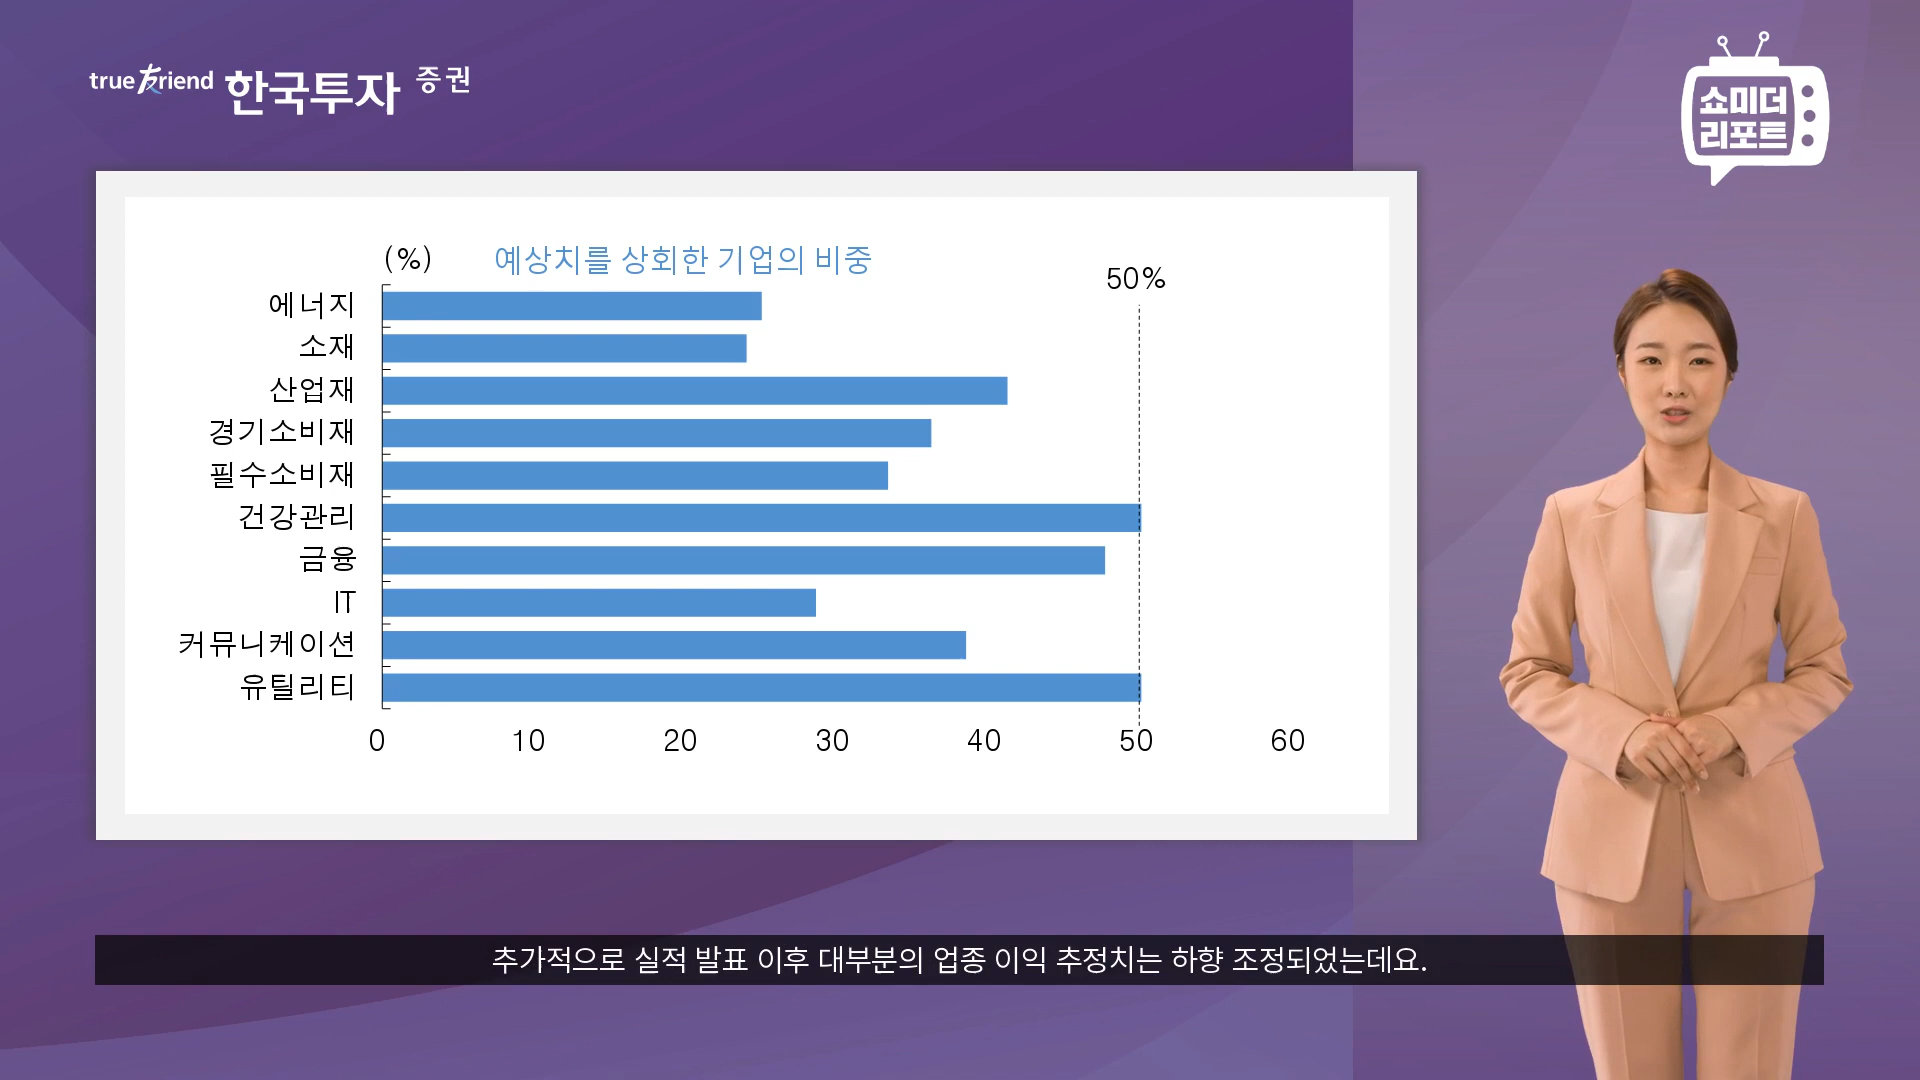 true friend 한국투자 증권
쇼미더
리포트
(%) 예상치를 상회한 기업의 비중
50%
에너지
소재
산업재
경기소비재
필수소비재
건강관리
금융
IT
커뮤니케이션
유틸리티
0 10 20 30 40 50 60
추가적으로 실적 발표 이후 대부분의 업종 이익 추정치는 하향 조정되었는데요.